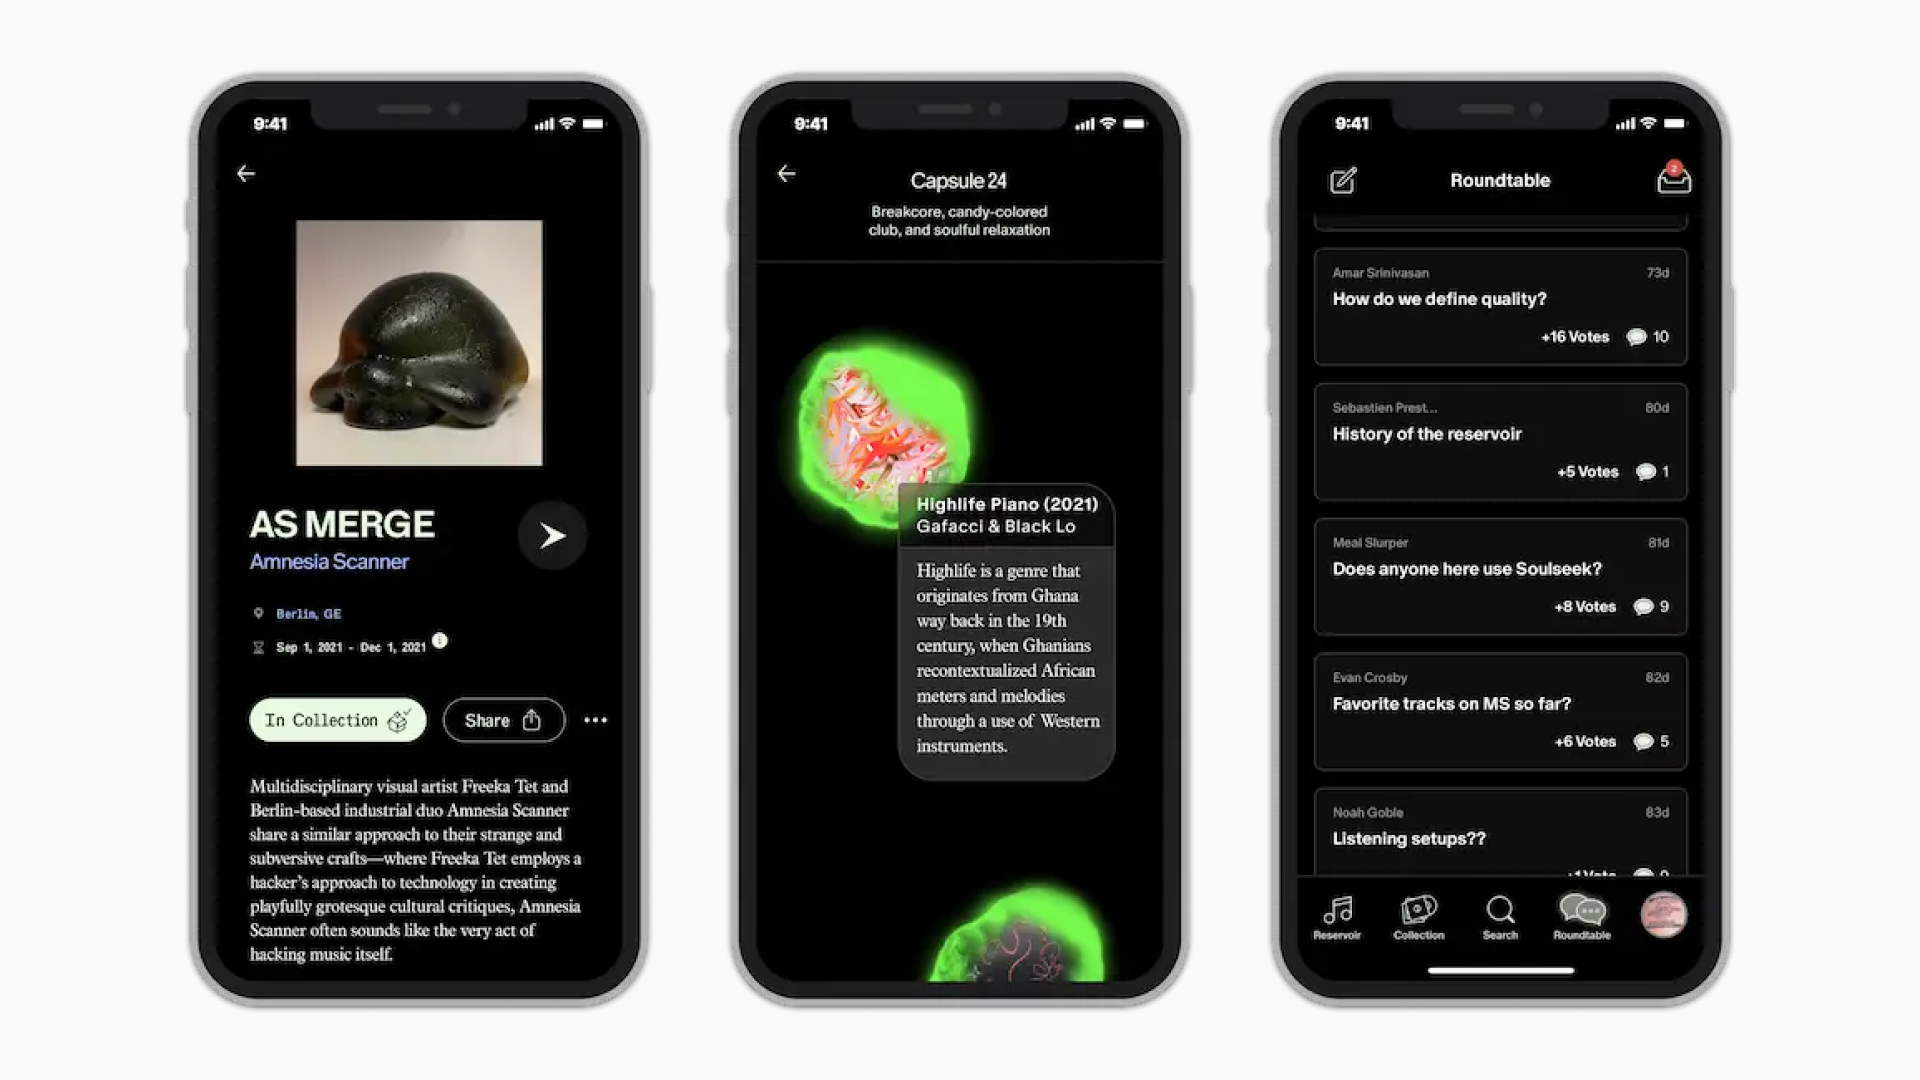 9:41
AS MERGE
Amnesia Scanner
Berlin, GE
Sep 1, 2021 - Dec 1, 2021
In Collection
Share
Multidisciplinary visual artist Freeka Tet and
Berlin-based industrial duo Amnesia Scanner
share a similar approach to their strange and
subversive crafts—where Freeka Tet employs a
hacker's approach to technology in creating
playfully grotesque cultural critiques, Amnesia
Scanner often sounds like the very act of
hacking music itself.
9:41
Capsule 24
Breakcore, candy-colored
club, and soulful relaxation
Highlife Piano (2021)
Gafacci & Black Lo
Highlife is a genre that
originates from Ghana
way back in the 19th
century, when Ghanians
recontextualized African
meters and melodies
through a use of Western
instruments.
9:41
Roundtable
2
Amar Srinivasan 73d
How do we define quality?
+16 Votes 10
Sebastien Prest... 80d
History of the reservoir
+5 Votes 1
Meal Slurper 81d
Does anyone here use Soulseek?
+8 Votes 9
Evan Crosby 82d
Favorite tracks on MS so far?
+6 Votes 5
Noah Goble 83d
Listening setups??
Reservoir Collection Search Roundtable